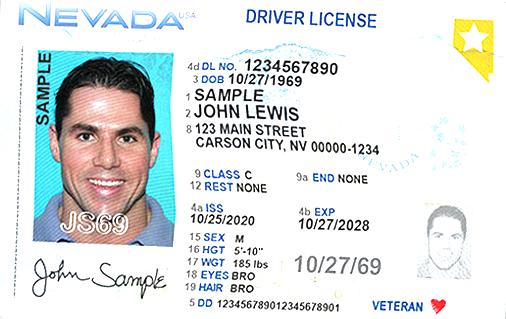 NEVADA USA
DRIVER LICENSE
SAMPLE
4d DL NO. 1234567890
3 DOB 10/27/1969
1 SAMPLE
2 JOHN LEWIS
8 123 MAIN STREET
CARSON CITY, NV 00000-1234
NEVADA
9 CLASS C
9a END NONE
12 REST NONE
4a ISS
10/25/2020
4b EXP
10/27/2028
JS69
15 SEX M
16 HGT 5'-10"
17 WGT 185 lbs
10/27/69
18 EYES BRO
19 HAIR BRO
John Sample
5 DD 123456789012345678901
VETERAN